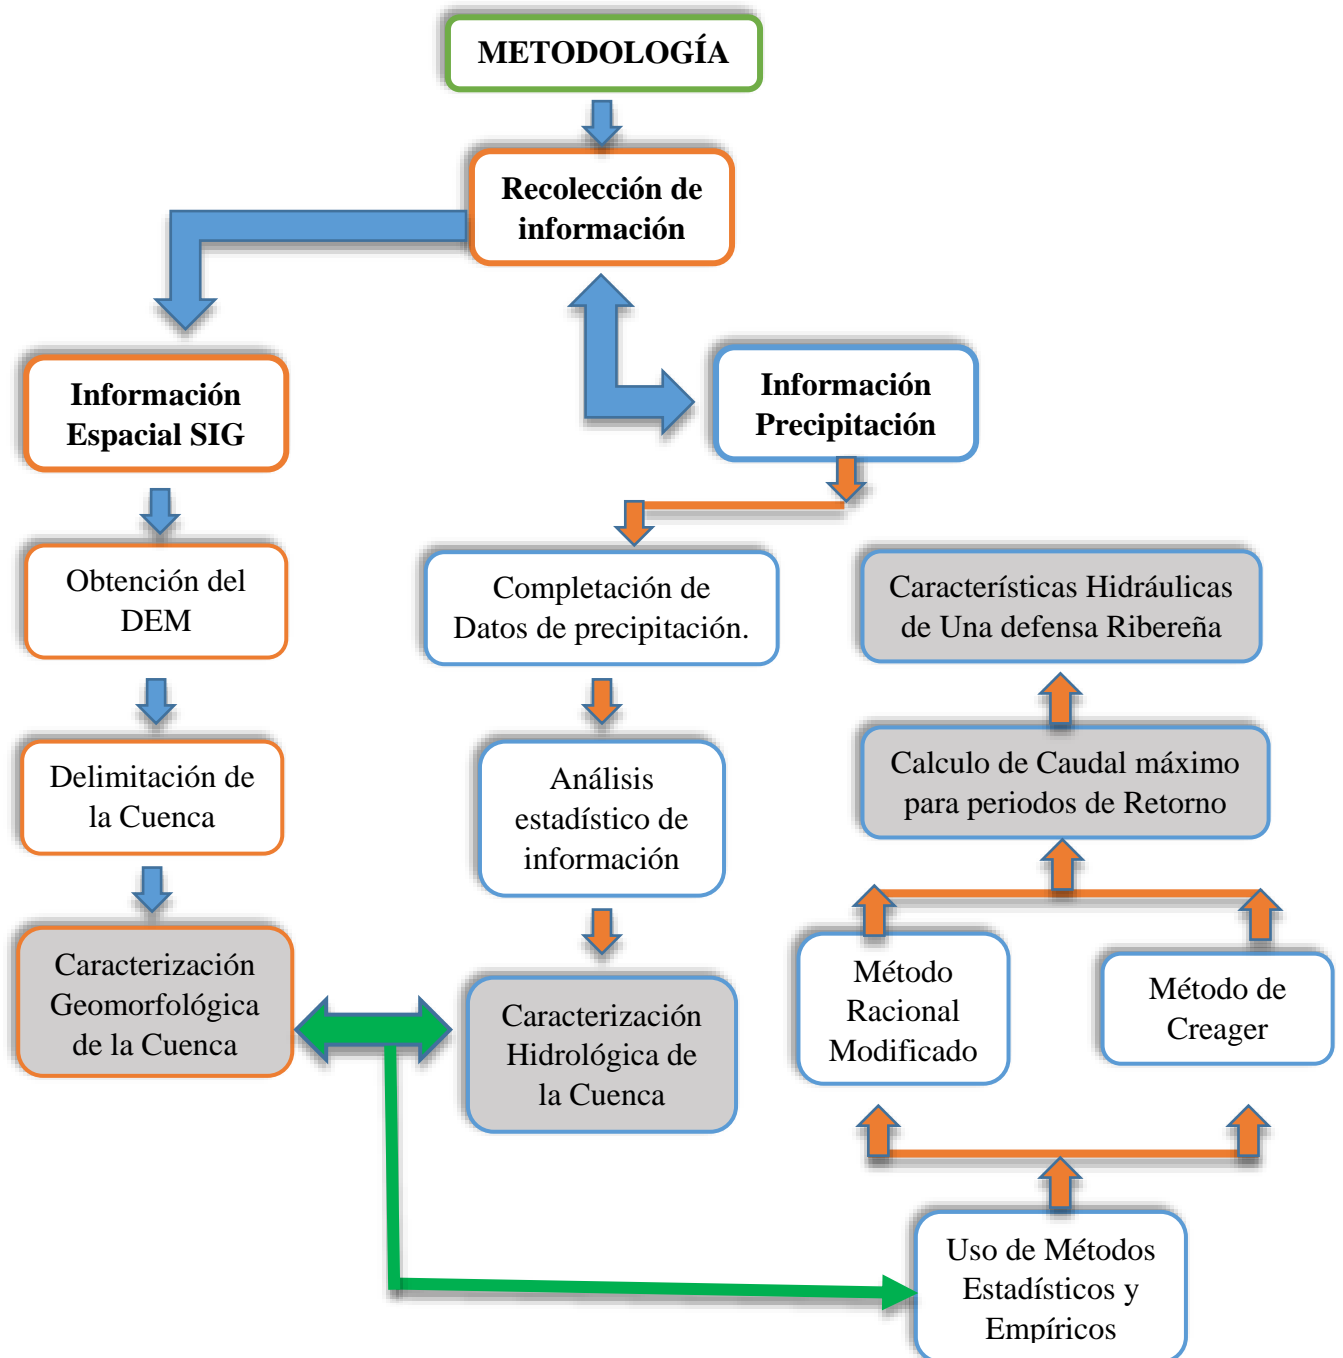 METODOLOGÍA
Recolección de
información
Información
Espacial SIG
Información
Precipitación
Obtención del
DEM
Completación de
Datos de precipitación.
Características Hidráulicas
de Una defensa Ribereña
Delimitación de
la Cuenca
Análisis
estadístico de
información
Calculo de Caudal máximo
para periodos de Retorno
Caracterización
Geomorfológica
de la Cuenca
Caracterización
Hidrológica de
la Cuenca
Método
Racional
Modificado
Método de
Creager
Uso de Métodos
Estadísticos y
Empíricos